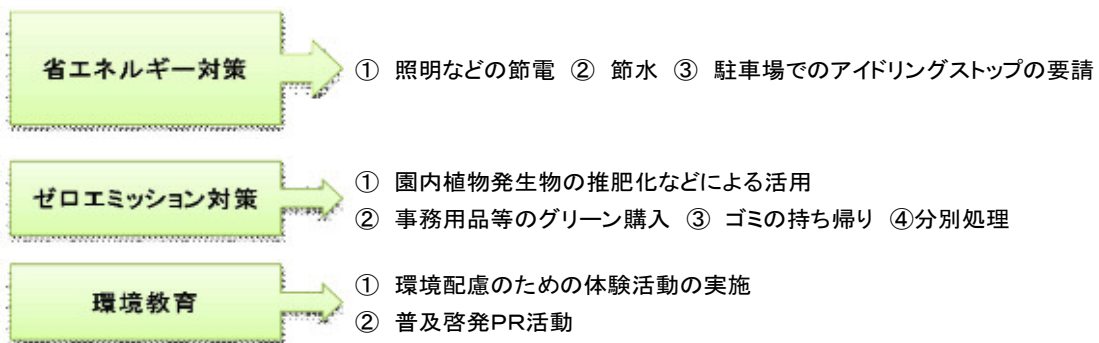 省エネルギー対策
① 照明などの節電 ② 節水 ③ 駐車場でのアイドリングストップの要請
ゼロエミッション対策
① 園内植物発生物の推肥化などによる活用
② 事務用品等のグリーン購入 ③ ゴミの持ち帰り ④分別処理
環境教育
① 環境配慮のための体験活動の実施
② 普及啓発PR活動